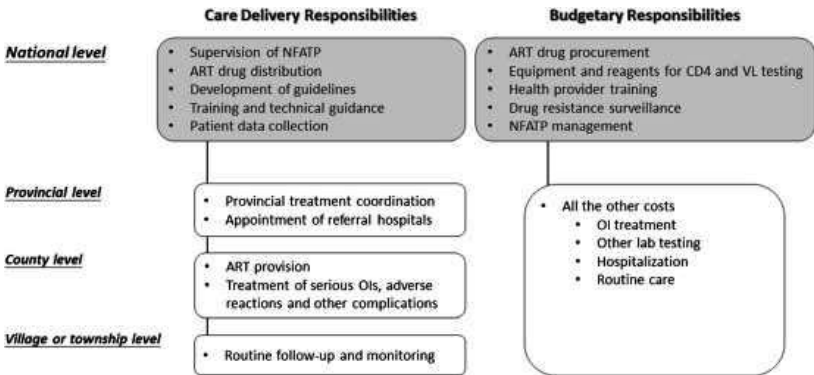 Care Delivery Responsibilities
Budgetary Responsibilities
National level
• Supervision of NFATP
• ART drug distribution
• Development of guidelines
• Training and technical guidance
• Patient data collection
• ART drug procurement
• Equipment and reagents for CD4 and VL testing
• Health provider training
• Drug resistance surveillance
• NFATP management
Provincial level
• Provincial treatment coordination
• Appointment of referral hospitals
• All the other costs
• OI treatment
• Other lab testing
• Hospitalization
• Routine care
County level
• ART provision
• Treatment of serious OIs, adverse
reactions and other complications
Village or township level
• Routine follow-up and monitoring